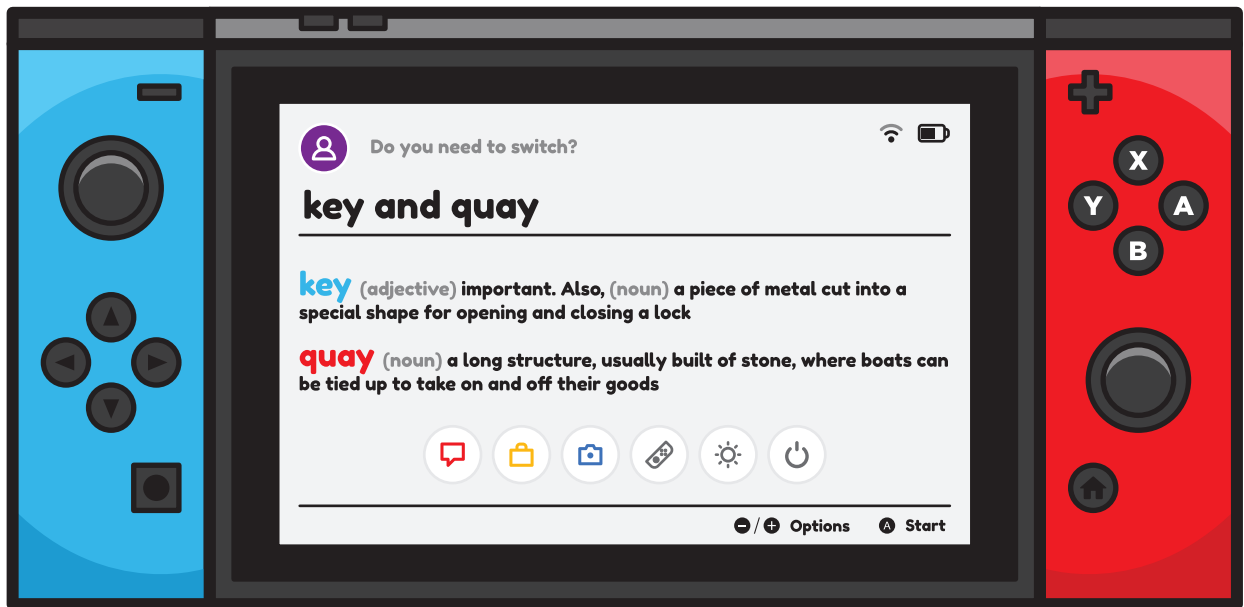 Do you need to switch?
key and quay
key (adjective) important. Also, (noun) a piece of metal cut into a
special shape for opening and closing a lock
quay (noun) a long structure, usually built of stone, where boats can
be tied up to take on and off their goods
X
Y A
B
-/+ Options A Start